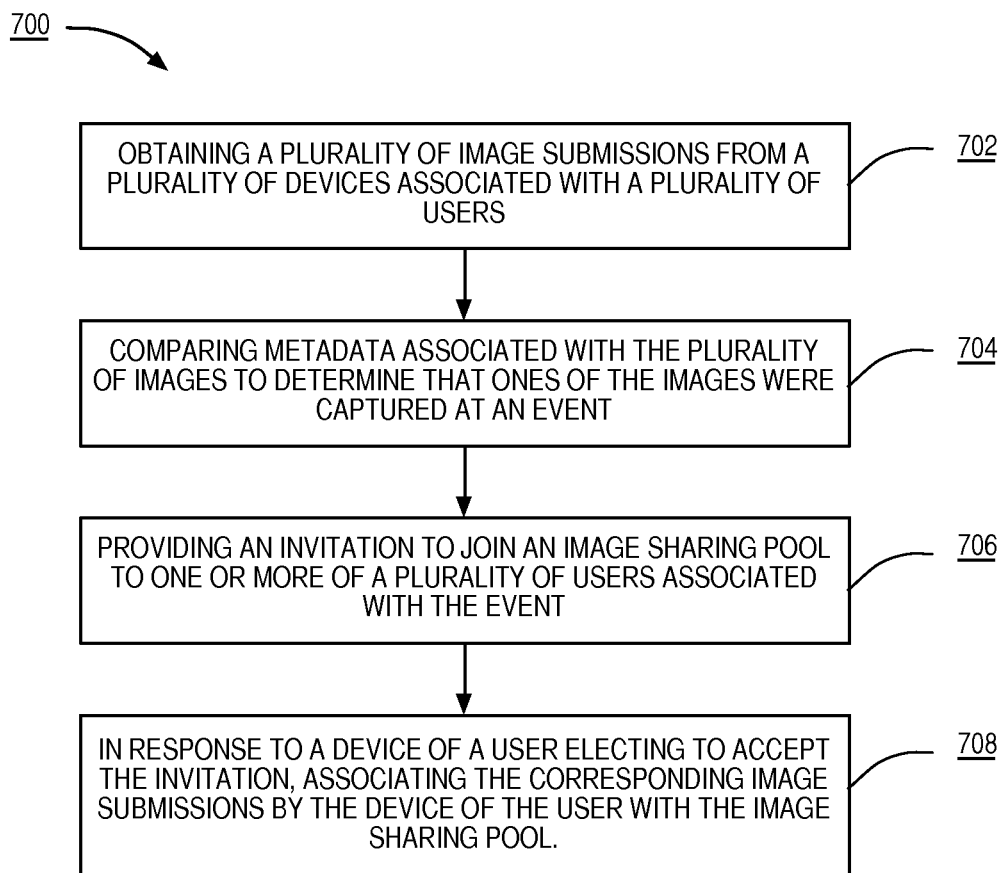 700
OBTAINING A PLURALITY OF IMAGE SUBMISSIONS FROM A
PLURALITY OF DEVICES ASSOCIATED WITH A PLURALITY OF
USERS
702
COMPARING METADATA ASSOCIATED WITH THE PLURALITY
OF IMAGES TO DETERMINE THAT ONES OF THE IMAGES WERE
CAPTURED AT AN EVENT
704
PROVIDING AN INVITATION TO JOIN AN IMAGE SHARING POOL
TO ONE OR MORE OF A PLURALITY OF USERS ASSOCIATED
WITH THE EVENT
706
IN RESPONSE TO A DEVICE OF A USER ELECTING TO ACCEPT
THE INVITATION, ASSOCIATING THE CORRESPONDING IMAGE
SUBMISSIONS BY THE DEVICE OF THE USER WITH THE IMAGE
SHARING POOL.
708